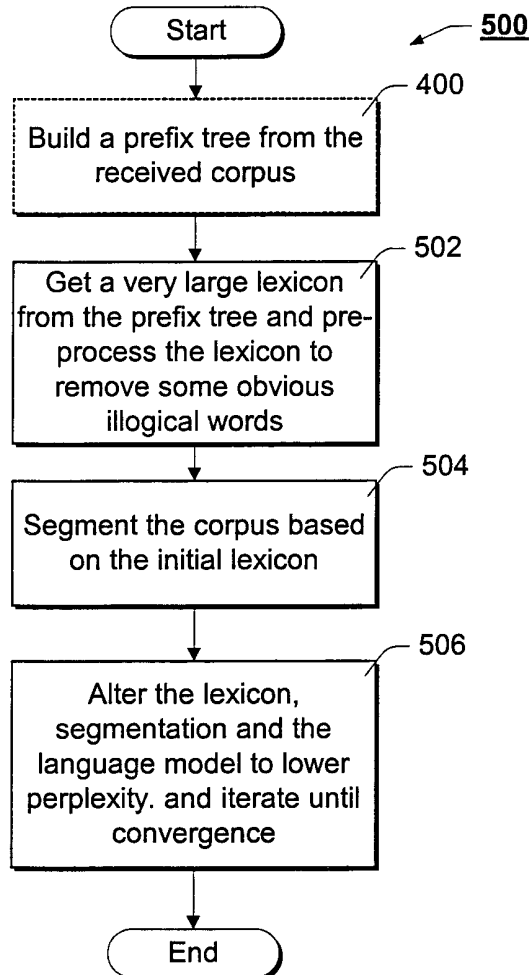 Start
500
400
Build a prefix tree from the
received corpus
502
Get a very large lexicon
from the prefix tree and pre-
process the lexicon to
remove some obvious
illogical words
504
Segment the corpus based
on the initial lexicon
506
Alter the lexicon,
segmentation and the
language model to lower
perplexity. and iterate until
convergence
End